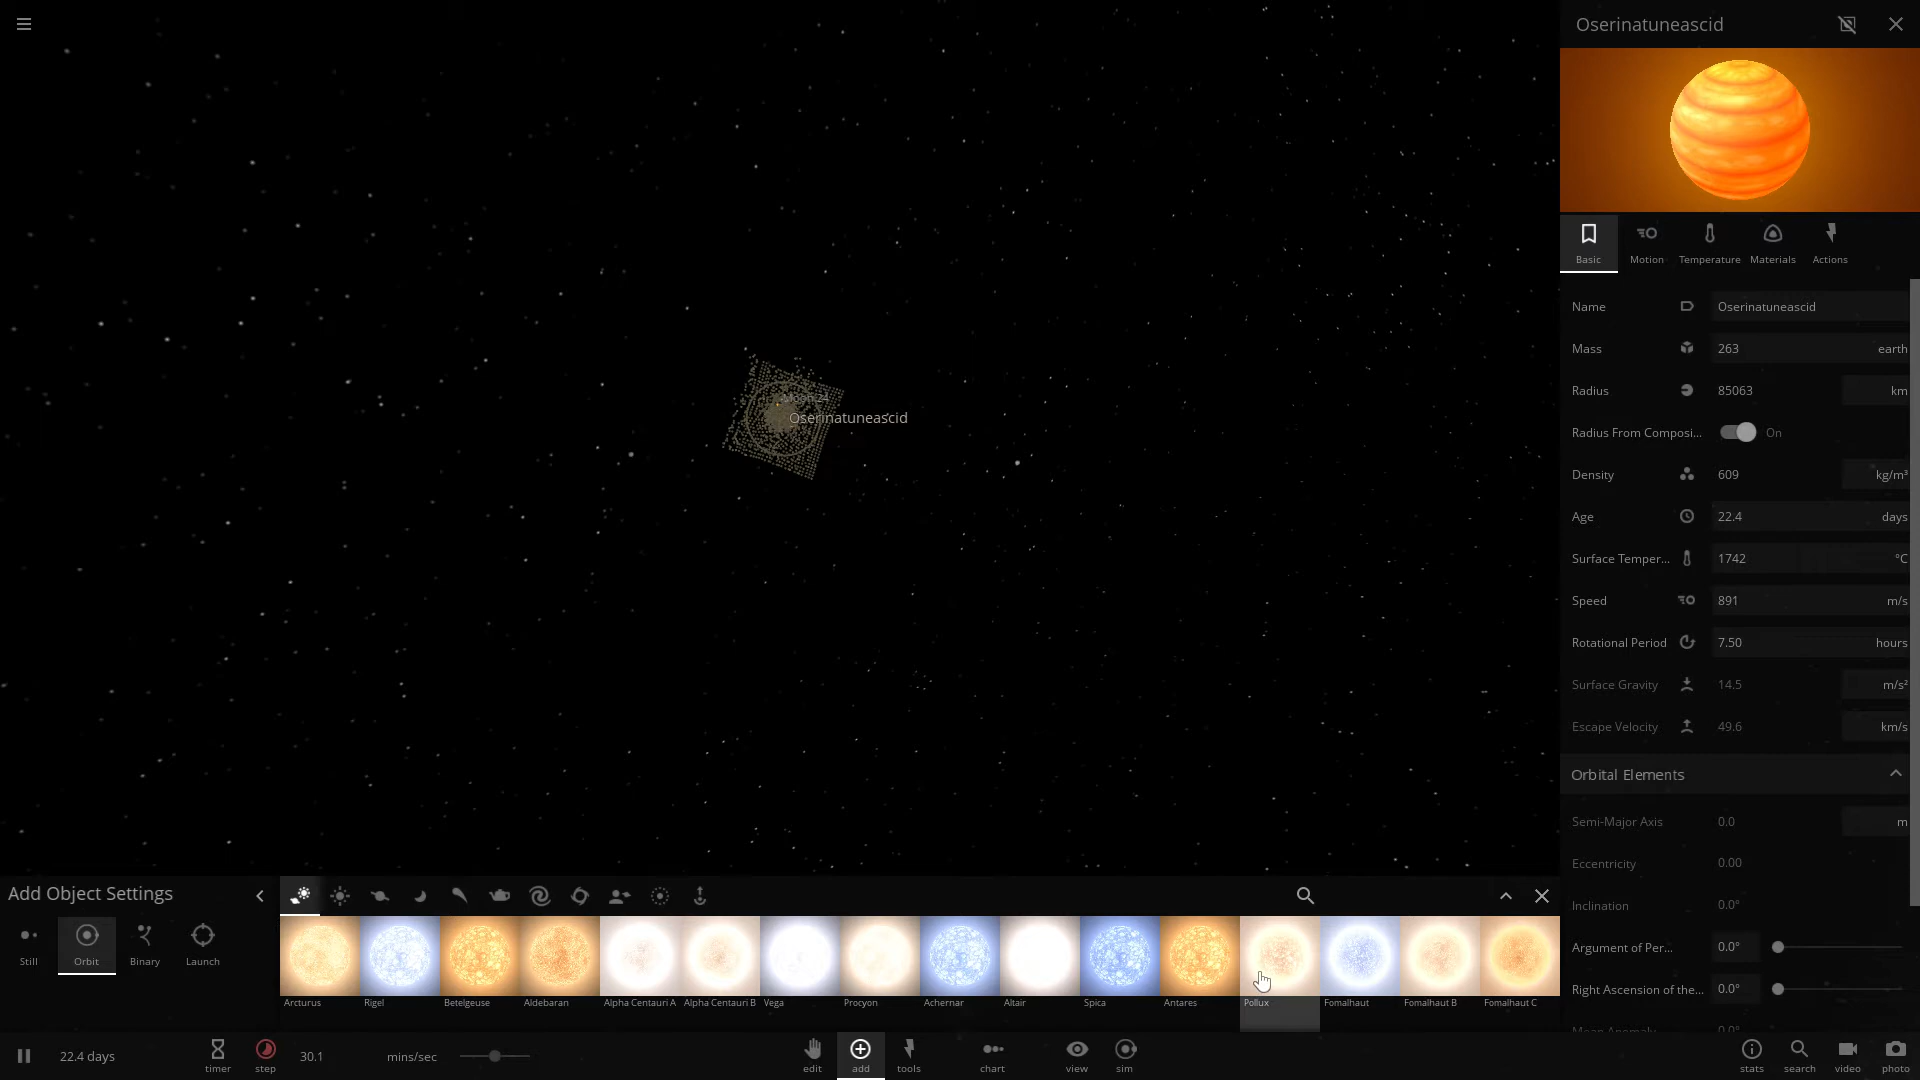 Oserinatuneascid
Moon 24
Oserinatuneascid
Basic
Motion
Temperature
Materials
Actions
Name Oserinatuneascid
Mass 263 earth
Radius 85063 km
Radius From Composi... On
Density 609 kg/m³
Age 22.4 days
Surface Temper... 1742 °C
Speed 891 m/s
Rotational Period 7.50 hours
Surface Gravity 14.5 m/s²
Escape Velocity 49.6 km/s
Orbital Elements
Semi-Major Axis 0.0 m
Eccentricity 0.00
Inclination 0.0°
Argument of Per... 0.0°
Right Ascension of the... 0.0°
Mean Anomaly 0.0°
Add Object Settings
Still
Orbit
Binary
Launch
Arcturus
Rigel
Betelgeuse
Aldebaran
Alpha Centauri A
Alpha Centauri B
Vega
Procyon
Achernar
Altair
Spica
Antares
Pollux
Fomalhaut
Fomalhaut B
Fomalhaut C
22.4 days
timer
step
30.1
mins/sec
edit
add
tools
chart
view
sim
stats
search
video
photo